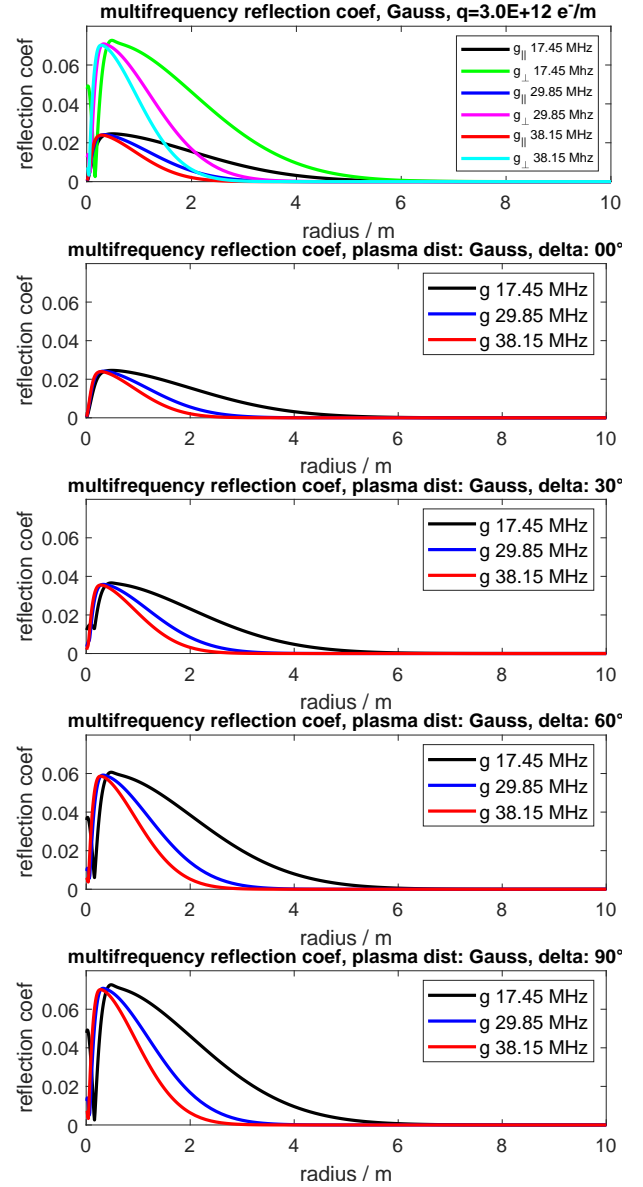 multifrequency reflection coef, Gauss, q=3.0E+12 e⁻/m
reflection coef
0.06
0.04
0.02
0
g|| 17.45 MHz
g⊥ 17.45 Mhz
g|| 29.85 MHz
g⊥ 29.85 Mhz
g|| 38.15 MHz
g⊥ 38.15 Mhz
0 2 4 6 8 10
radius / m
multifrequency reflection coef, plasma dist: Gauss, delta: 00°
reflection coef
0.06
0.04
0.02
0
g 17.45 MHz
g 29.85 MHz
g 38.15 MHz
0 2 4 6 8 10
radius / m
multifrequency reflection coef, plasma dist: Gauss, delta: 30°
reflection coef
0.06
0.04
0.02
0
g 17.45 MHz
g 29.85 MHz
g 38.15 MHz
0 2 4 6 8 10
radius / m
multifrequency reflection coef, plasma dist: Gauss, delta: 60°
reflection coef
0.06
0.04
0.02
0
g 17.45 MHz
g 29.85 MHz
g 38.15 MHz
0 2 4 6 8 10
radius / m
multifrequency reflection coef, plasma dist: Gauss, delta: 90°
reflection coef
0.06
0.04
0.02
0
g 17.45 MHz
g 29.85 MHz
g 38.15 MHz
0 2 4 6 8 10
radius / m